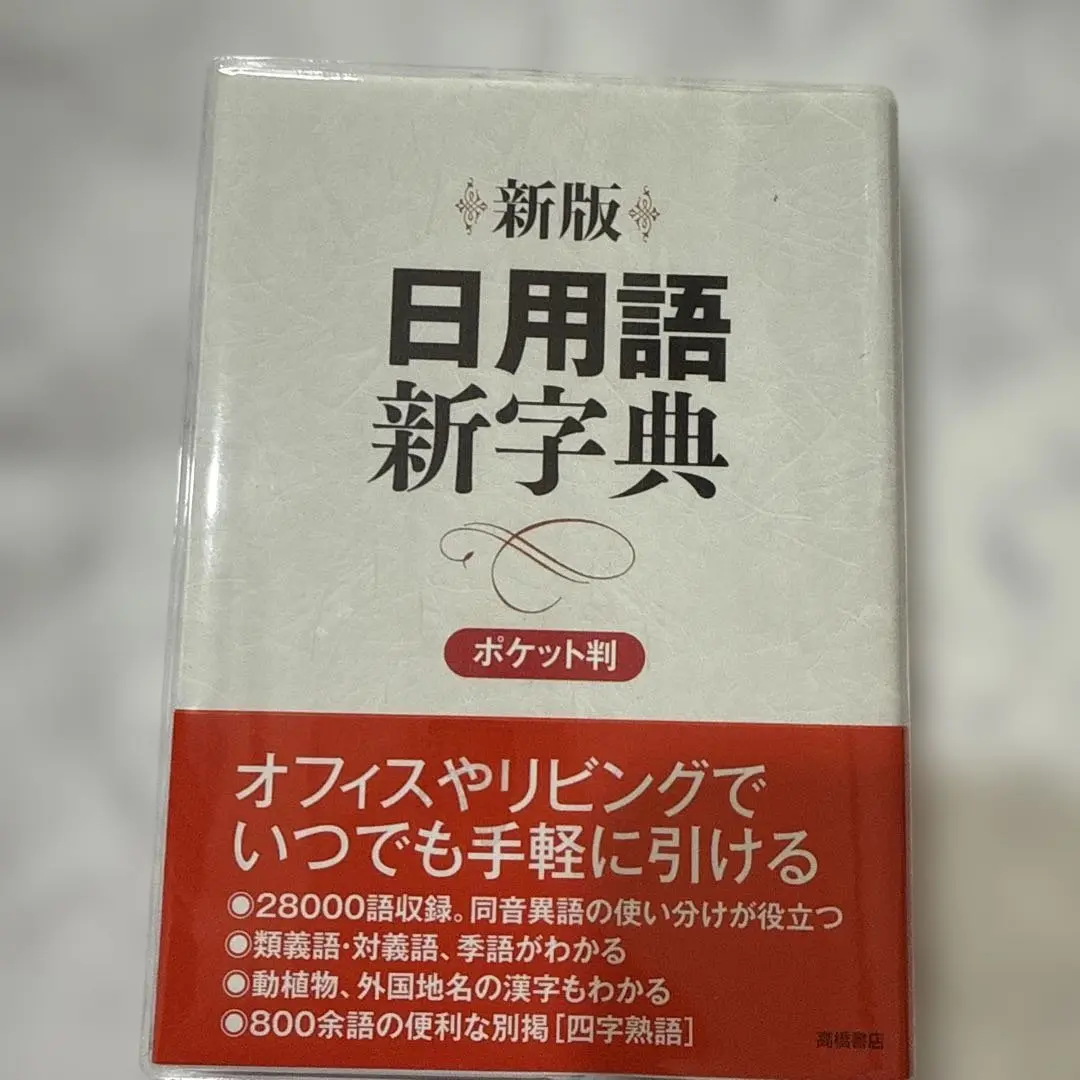 新版
日用語
新字典
ポケット判
オフィスやリビングで
いつでも手軽に引ける
◉28000語収録。同音異語の使い分けが役立つ
◉類義語・対義語、季語がわかる
◉動植物、外国地名の漢字もわかる
◉800余語の便利な別掲［四字熟語］
高橋書店